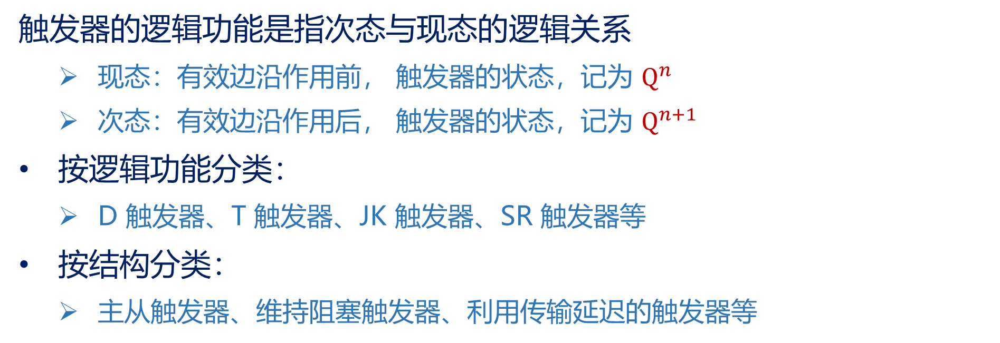 触发器的逻辑功能是指次态与现态的逻辑关系
➢ 现态：有效边沿作用前， 触发器的状态，记为 Qⁿ
➢ 次态：有效边沿作用后， 触发器的状态，记为 Qⁿ⁺¹
• 按逻辑功能分类：
➢ D 触发器、T 触发器、JK 触发器、SR 触发器等
• 按结构分类：
➢ 主从触发器、维持阻塞触发器、利用传输延迟的触发器等